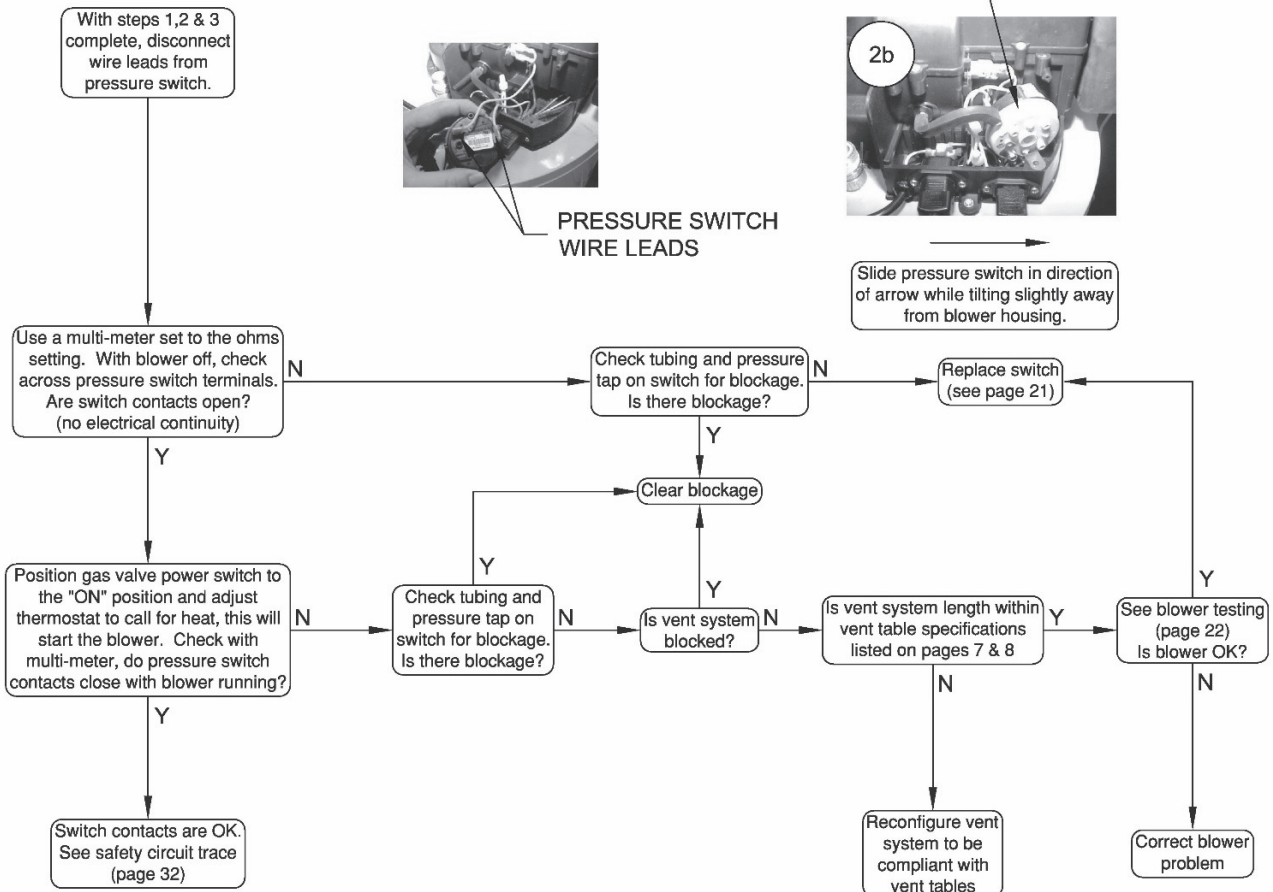 With steps 1,2 & 3
complete, disconnect
wire leads from
pressure switch.
PRESSURE SWITCH
WIRE LEADS
2b
Slide pressure switch in direction
of arrow while tilting slightly away
from blower housing.
Use a multi-meter set to the ohms
setting. With blower off, check
across pressure switch terminals.
Are switch contacts open?
(no electrical continuity)
N
Y
Check tubing and pressure
tap on switch for blockage.
Is there blockage?
N
Y
Replace switch
(see page 21)
Clear blockage
Position gas valve power switch to
the "ON" position and adjust
thermostat to call for heat, this will
start the blower. Check with
multi-meter, do pressure switch
contacts close with blower running?
N
Y
Check tubing and
pressure tap on
switch for blockage.
Is there blockage?
Y
N
Is vent system
blocked?
Y
N
Is vent system length within
vent table specifications
listed on pages 7 & 8
Y
N
See blower testing
(page 22)
Is blower OK?
Y
N
Switch contacts are OK.
See safety circuit trace
(page 32)
Reconfigure vent
system to be
compliant with
vent tables
Correct blower
problem